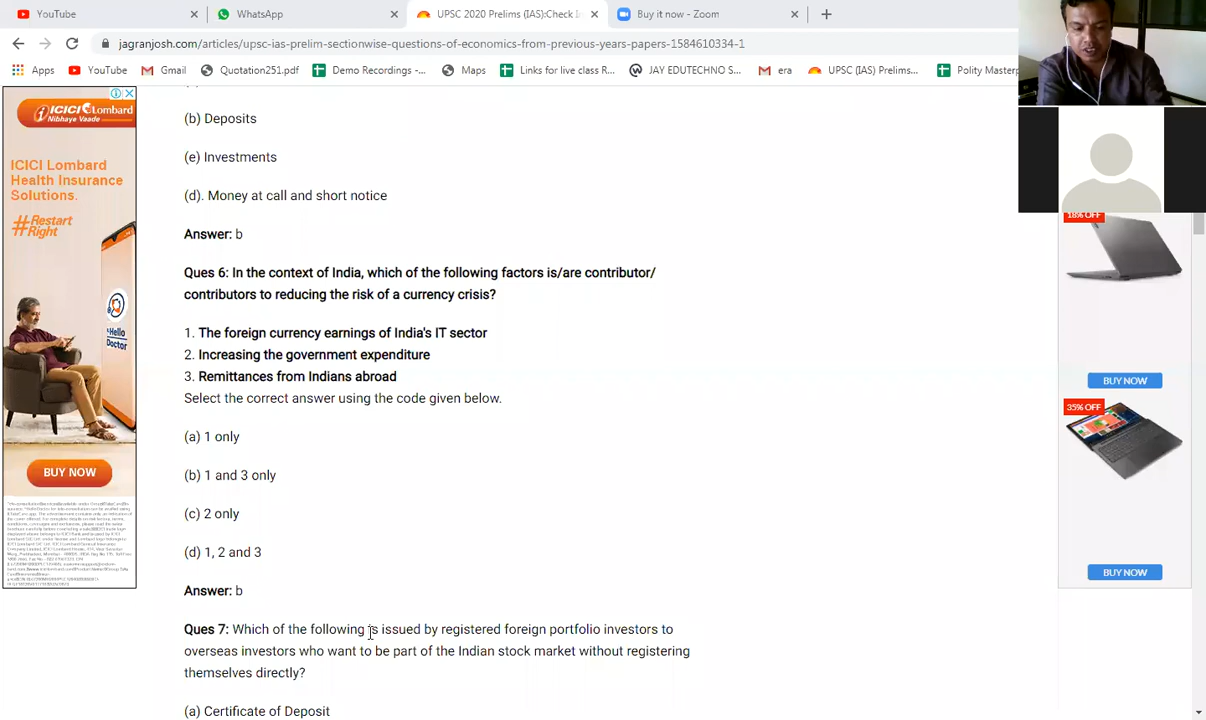 YouTube
WhatsApp
UPSC 2020 Prelims (IAS):Check I
Buy it now - Zoom
jagranjosh.com/articles/upsc-ias-prelim-sectionwise-questions-of-economics-from-previous-years-papers-1584610334-1
Apps
YouTube
Gmail
Quotation251.pdf
Demo Recordings -...
Maps
Links for live class R...
JAY EDUTECHNO S...
era
UPSC (IAS) Prelims...
Polity Masterp
ICICI Lombard
Nibhaye Vaade
ICICI Lombard
Health Insurance
Solutions.
#Restart
Right
#Hello
Doctor
BUY NOW
(b) Deposits
(e) Investments
(d). Money at call and short notice
Answer: b
Ques 6: In the context of India, which of the following factors is/are contributor/
contributors to reducing the risk of a currency crisis?
1. The foreign currency earnings of India's IT sector
2. Increasing the government expenditure
3. Remittances from Indians abroad
Select the correct answer using the code given below.
(a) 1 only
(b) 1 and 3 only
(c) 2 only
(d) 1, 2 and 3
Answer: b
Ques 7: Which of the following is issued by registered foreign portfolio investors to
overseas investors who want to be part of the Indian stock market without registering
themselves directly?
(a) Certificate of Deposit
18% OFF
BUY NOW
35% OFF
BUY NOW